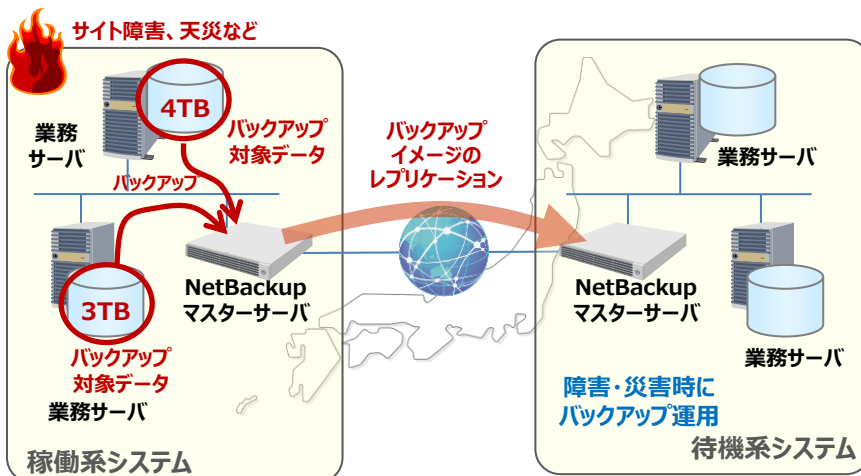 サイト障害、天災など
4TB
業務
サーバ
バックアップ
対象データ
バックアップ
3TB
バックアップ
対象データ
業務サーバ
NetBackup
マスターサーバ
稼働系システム
バックアップ
イメージの
レプリケーション
業務サーバ
NetBackup
マスターサーバ
業務サーバ
障害・災害時に
バックアップ運用
待機系システム